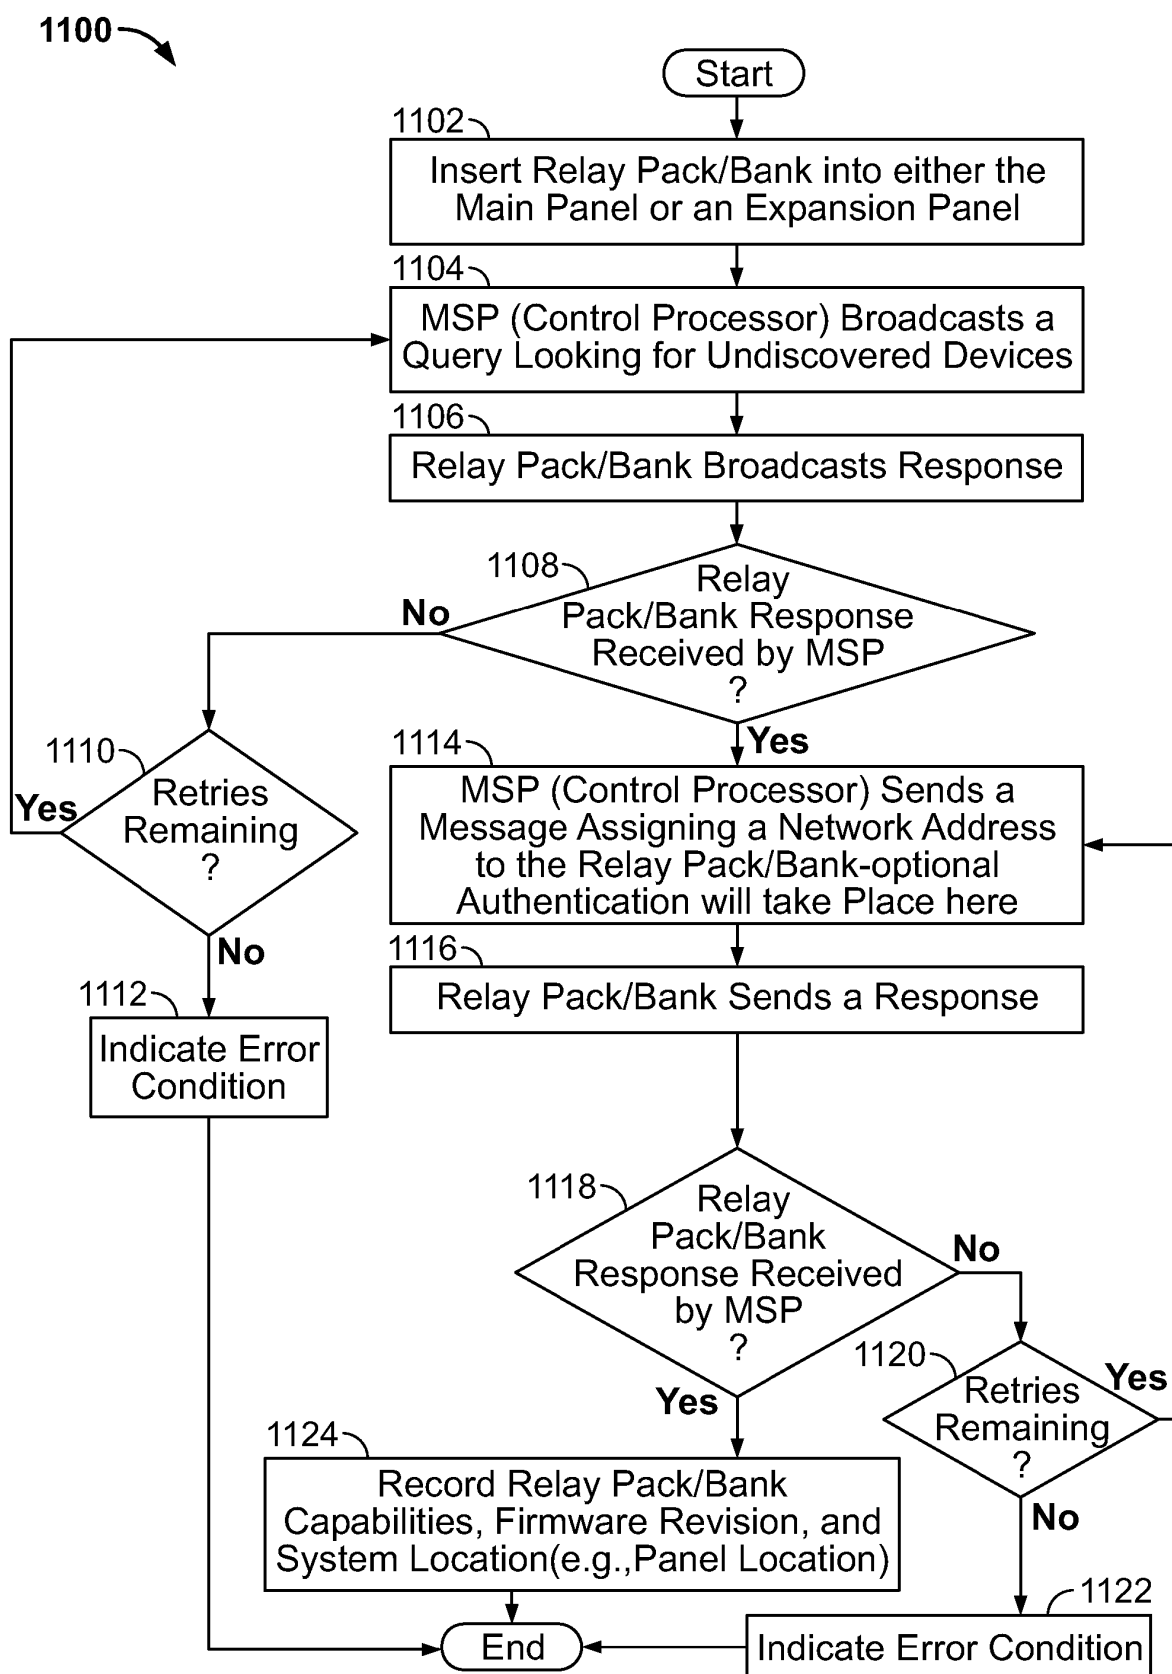 1100
Start
1102
Insert Relay Pack/Bank into either the
Main Panel or an Expansion Panel
1104
MSP (Control Processor) Broadcasts a
Query Looking for Undiscovered Devices
1106
Relay Pack/Bank Broadcasts Response
1108
Relay
Pack/Bank Response
Received by MSP
?
No
Yes
1110
Retries
Remaining
?
Yes
No
1112
Indicate Error
Condition
1114
MSP (Control Processor) Sends a
Message Assigning a Network Address
to the Relay Pack/Bank-optional
Authentication will take Place here
1116
Relay Pack/Bank Sends a Response
1118
Relay
Pack/Bank
Response Received
by MSP
?
No
Yes
1120
Retries
Remaining
?
Yes
No
1124
Record Relay Pack/Bank
Capabilities, Firmware Revision, and
System Location(e.g.,Panel Location)
1122
Indicate Error Condition
End